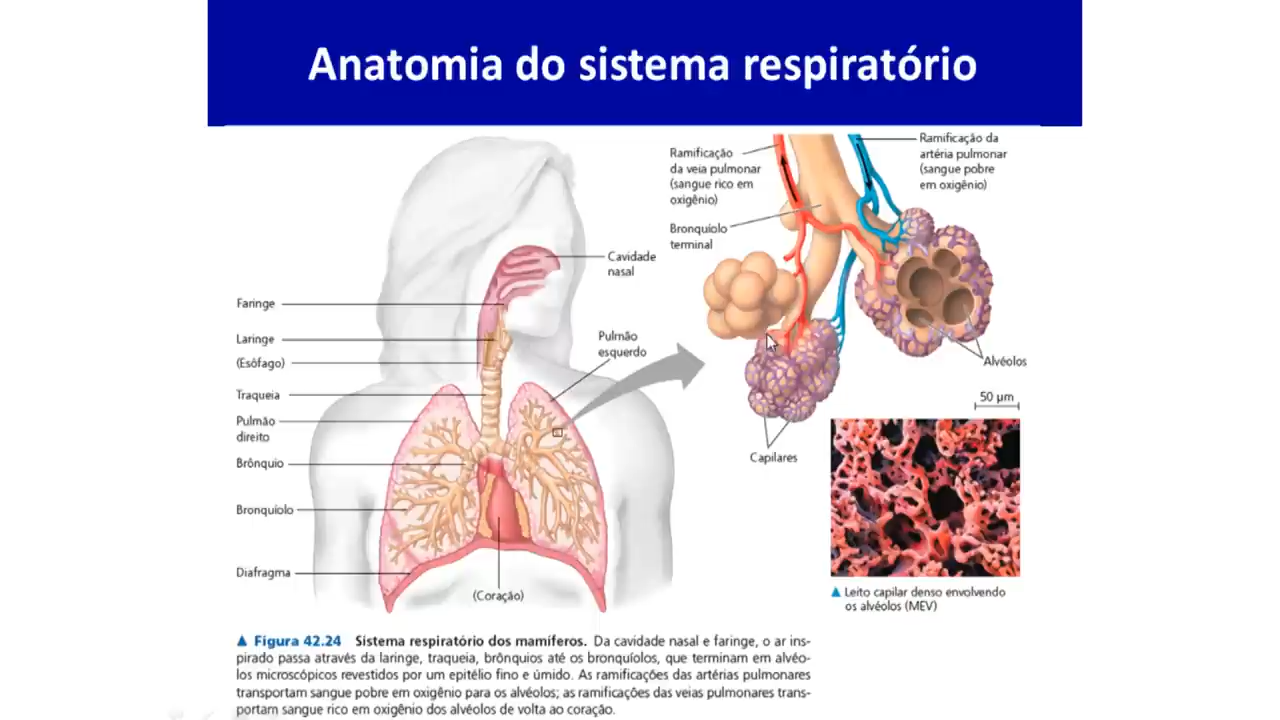 Anatomia do sistema respiratório
Cavidade
nasal
Faringe
Laringe
(Esôfago)
Traqueia
Pulmão
direito
Brônquio
Bronquíolo
Diafragma
Pulmão
esquerdo
(Coração)
Ramificação
da veia pulmonar
(sangue rico em
oxigênio)
Bronquíolo
terminal
Ramificação da
artéria pulmonar
(sangue pobre
em oxigênio)
Alvéolos
Capilares
50 µm
▲ Leito capilar denso envolvendo
os alvéolos (MEV)
▲ Figura 42.24 Sistema respiratório dos mamíferos. Da cavidade nasal e faringe, o ar ins-
pirado passa através da laringe, traqueia, brônquios até os bronquíolos, que terminam em alvéo-
los microscópicos revestidos por um epitélio fino e úmido. As ramificações das artérias pulmonares
transportam sangue pobre em oxigênio para os alvéolos; as ramificações das veias pulmonares trans-
portam sangue rico em oxigênio dos alvéolos de volta ao coração.